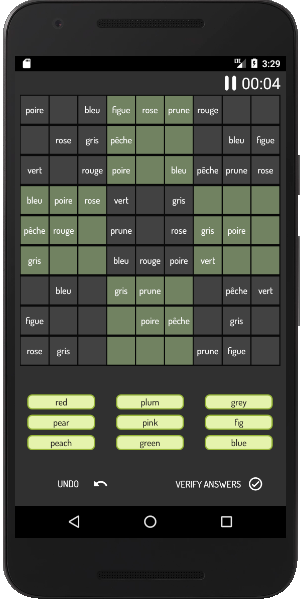 3:29
00:04
poire bleu figue rose prune rouge
rose gris pêche bleu figue
vert rouge poire bleu pêche prune rose
bleu poire rose vert gris
pêche rouge prune rose gris poire
gris bleu rouge poire vert
bleu gris prune pêche vert
figue poire pêche gris
rose gris prune figue
red plum grey
pear pink fig
peach green blue
UNDO VERIFY ANSWERS